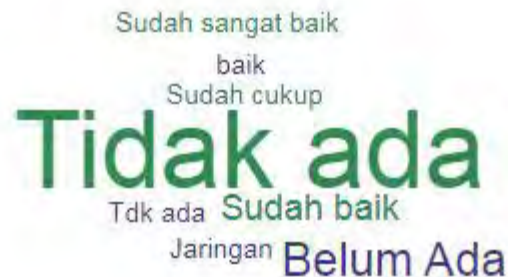 Sudah sangat baik
baik
Sudah cukup
Tidak ada
Tdk ada Sudah baik
Jaringan Belum Ada